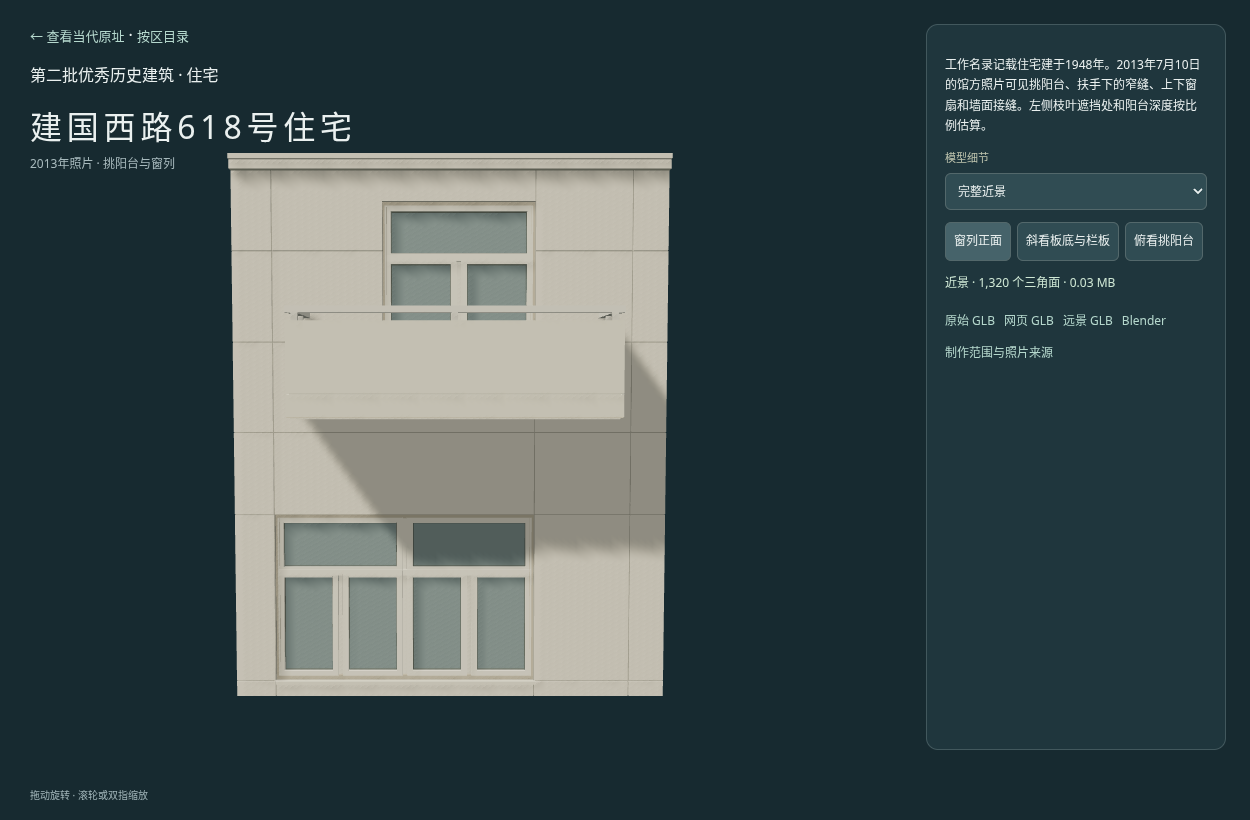 ← 查看当代原址 · 按区目录
第二批优秀历史建筑 · 住宅
建国西路618号住宅
2013年照片 · 挑阳台与窗列
工作名录记载住宅建于1948年。2013年7月10日
的馆方照片可见挑阳台、扶手下的窄缝、上下窗
扇和墙面接缝。左侧枝叶遮挡处和阳台深度按比
例估算。
模型细节
完整近景
窗列正面 斜看板底与栏板 俯看挑阳台
近景 · 1,320 个三角面 · 0.03 MB
原始 GLB 网页 GLB 远景 GLB Blender
制作范围与照片来源
拖动旋转 · 滚轮或双指缩放